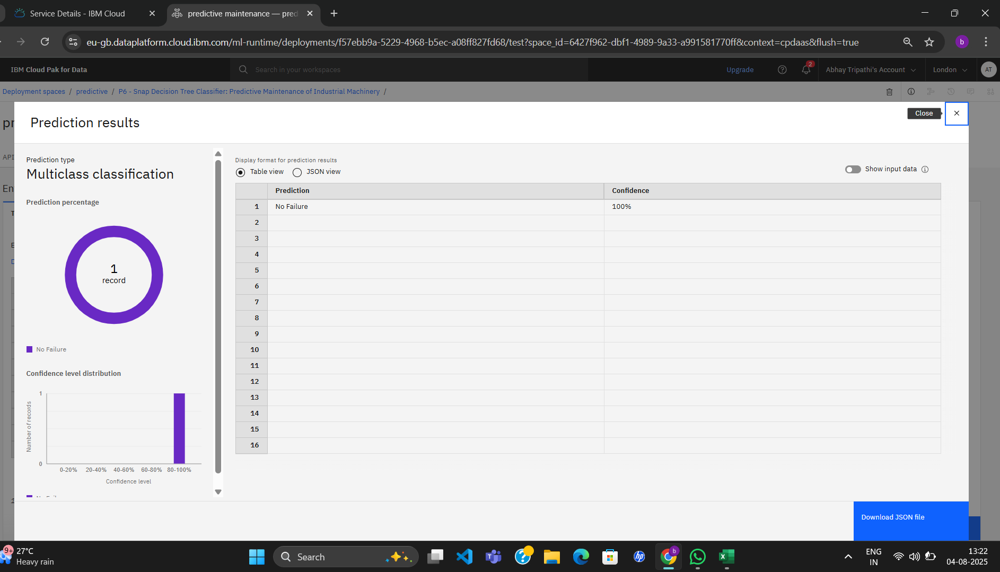 Service Details - IBM Cloud
predictive maintenance — pred
eu-gb.dataplatform.cloud.ibm.com/ml-runtime/deployments/f57ebb9a-5229-4968-b5ec-a08ff827fd68/test?space_id=6427f962-dbf1-4989-9a33-a991581770ff&context=cpdaas&flush=true
b
IBM Cloud Pak for Data
Search in your workspaces
Upgrade
2
Abhay Tripathi's Account
London
AT
Deployment spaces / predictive / P6 - Snap Decision Tree Classifier: Predictive Maintenance of Industrial Machinery /
pr
Prediction results
Close
API
En
Prediction type
Multiclass classification
Prediction percentage
1
record
No Failure
Confidence level distribution
Number of records
1
0
0-20% 20-40% 40-60% 60-80% 80-100%
Confidence level
Display format for prediction results
Table view
JSON view
Show input data
Prediction Confidence
1 No Failure 100%
2
3
4
5
6
7
8
9
10
11
12
13
14
15
16
Download JSON file
9+
27°C
Heavy rain
Search
hp
b
ENG
IN
13:22
04-08-2025